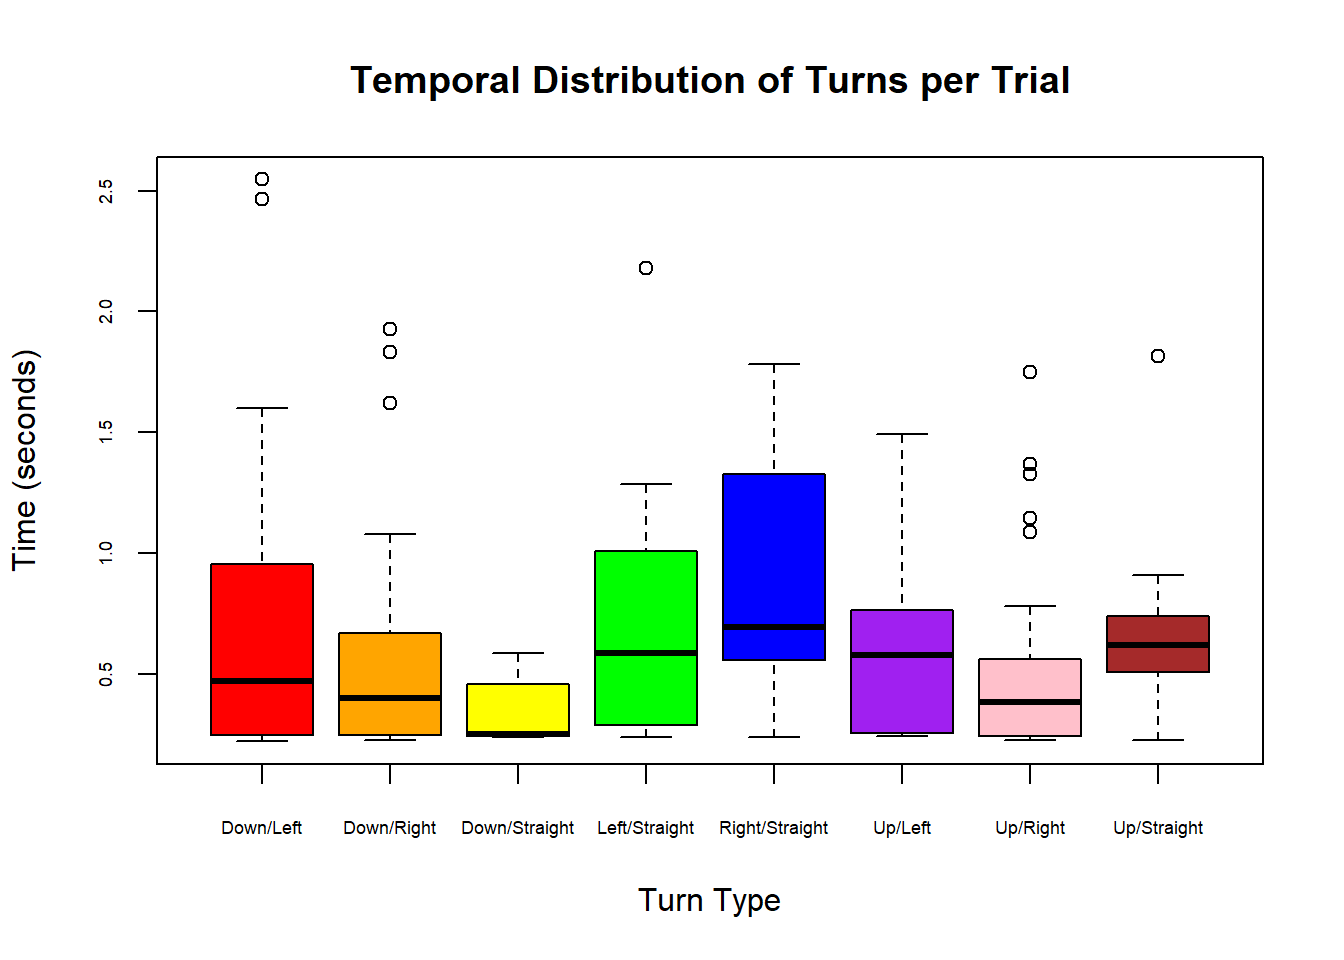 Temporal Distribution of Turns per Trial
Time (seconds)
2.5
2.0
1.5
1.0
0.5
Down/Left Down/Right Down/Straight Left/Straight Right/Straight Up/Left Up/Right Up/Straight
Turn Type